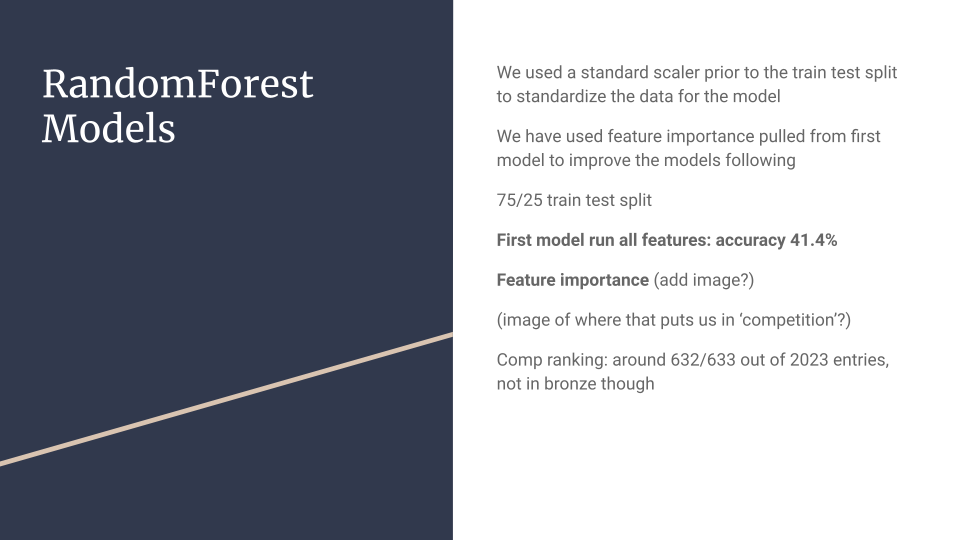 RandomForest
Models
We used a standard scaler prior to the train test split
to standardize the data for the model
We have used feature importance pulled from first
model to improve the models following
75/25 train test split
First model run all features: accuracy 41.4%
Feature importance (add image?)
(image of where that puts us in ‘competition’?)
Comp ranking: around 632/633 out of 2023 entries,
not in bronze though